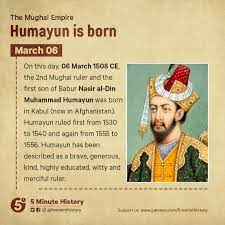 The Mughal Empire
Humayun is born
March 06
On this day, 06 March 1508 CE,
the 2nd Mughal ruler and the
first son of Babur Nasir al-Din
Muhammad Humayun was born
in Kabul (now in Afghanistan).
Humayun ruled first from 1530
to 1540 and again from 1555 to
1556. Humayun has been
described as a brave, generous,
kind, highly educated, witty and
merciful ruler.
5 Minute History
@fiveminhistory
Support us: www.patreon.com/fiveminhistory